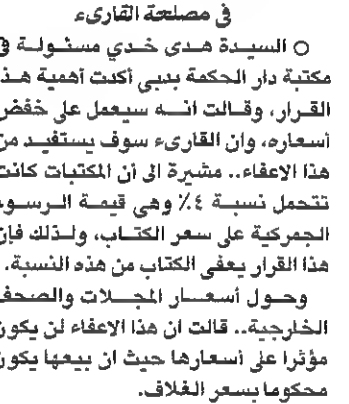 في مصلحة القارىء
○ السيدة هدى خدي مسئولة في
مكتبة دار الحكمة بدبي أكدت أهمية هذا
القرار، وقالت انه سيعمل على خفض
أسعاره، وان القارىء سوف يستفيد من
هذا الاعفاء.. مشيرة الى أن المكتبات كانت
تتحمل نسبة ٤٪ وهي قيمة الرسوم
الجمركية على سعر الكتاب، ولذلك فإن
هذا القرار يعفي الكتاب من هذه النسبة.
وحول أسعار المجلات والصحف
الخارجية.. قالت ان هذا الاعفاء لن يكون
مؤثرا على أسعارها حيث ان بيعها يكون
محكوما بسعر الغلاف.